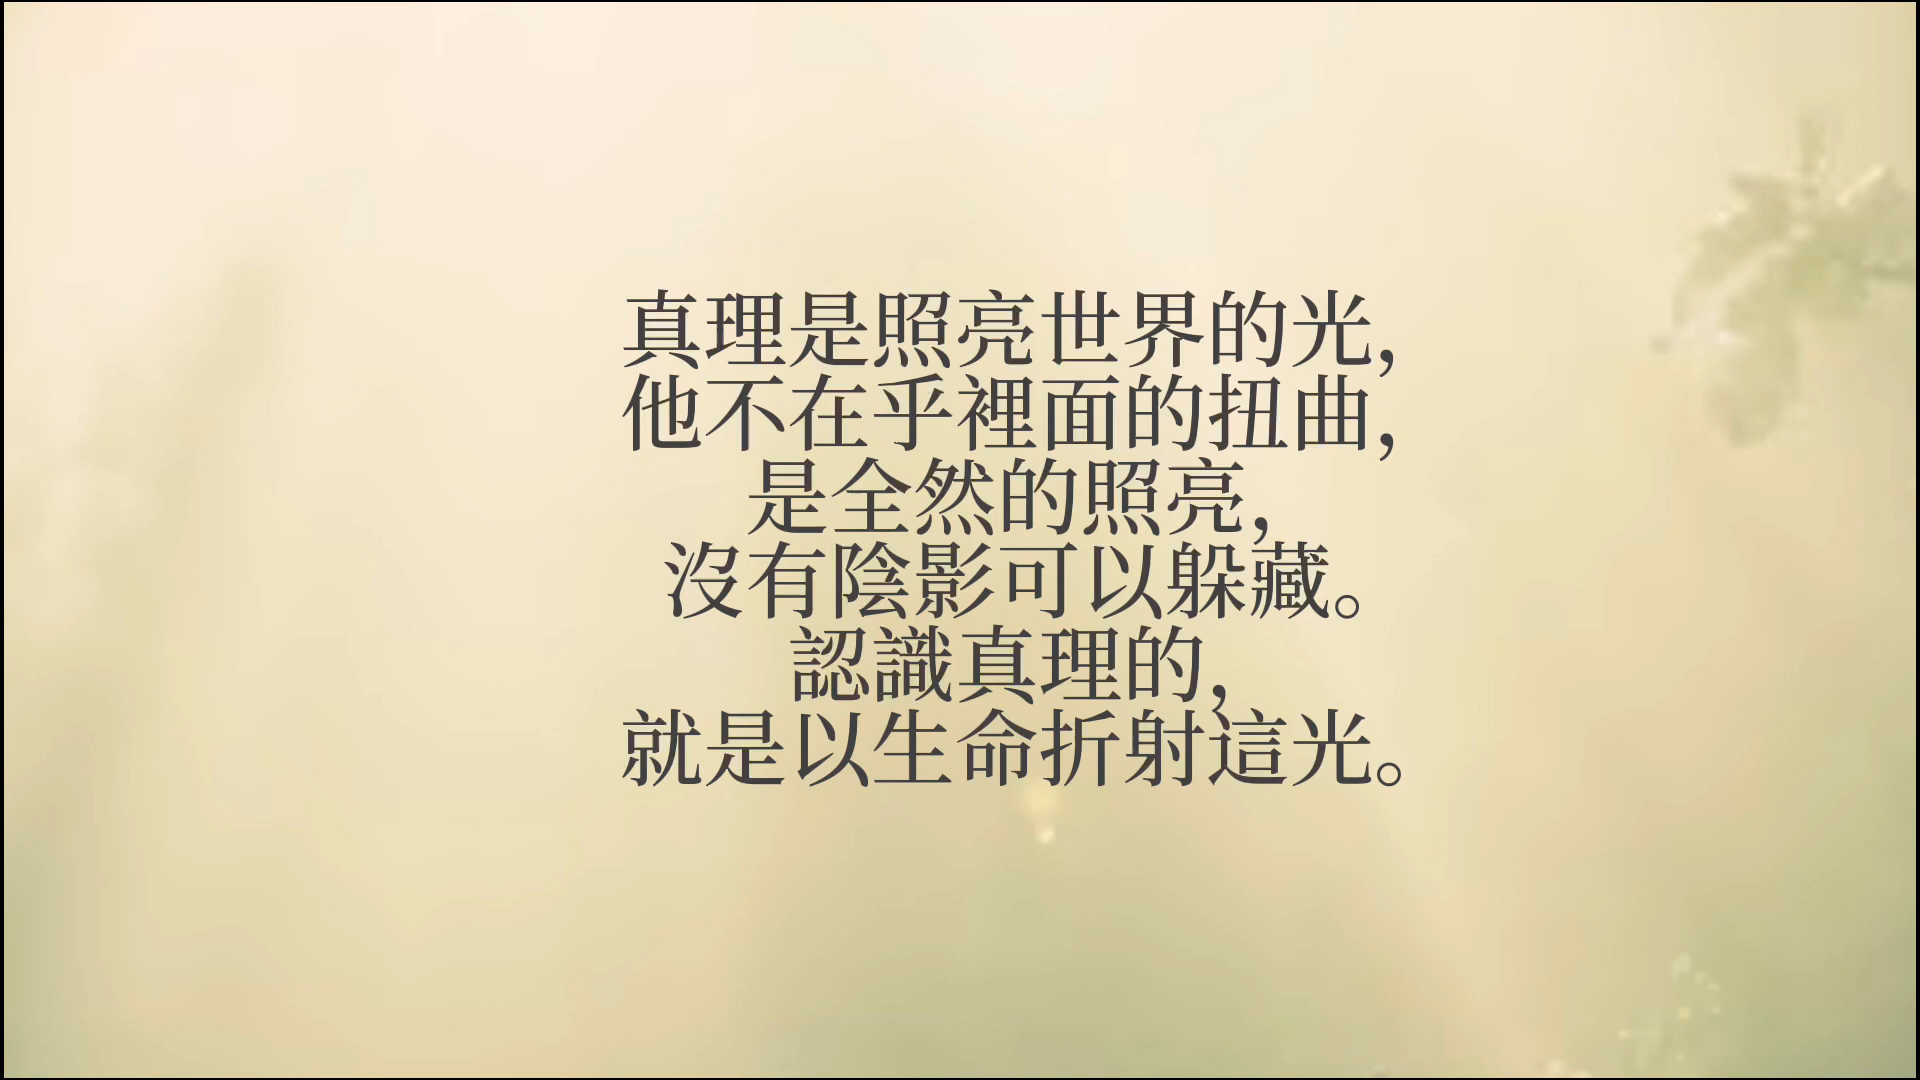 真理是照亮世界的光，
他不在乎裡面的扭曲，
是全然的照亮，
沒有陰影可以躲藏。
認識真理的，
就是以生命折射這光。